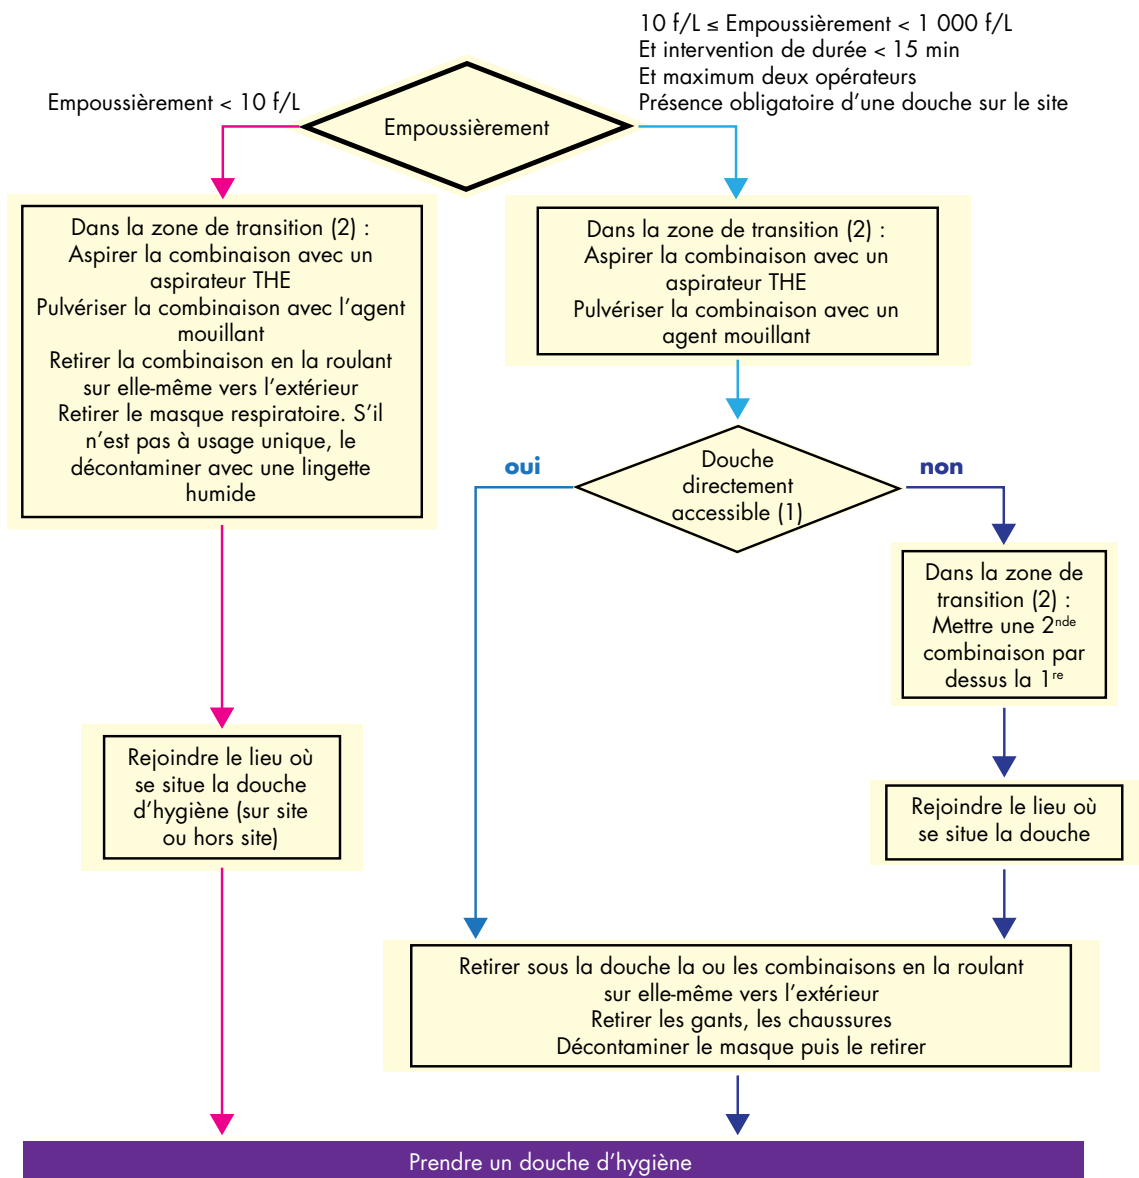 10 f/L ≤ Empoussièrement < 1 000 f/L
Et intervention de durée < 15 min
Et maximum deux opérateurs
Présence obligatoire d'une douche sur le site
Empoussièrement < 10 f/L
Empoussièrement
Dans la zone de transition (2) :
Aspirer la combinaison avec un
aspirateur THE
Pulvériser la combinaison avec l'agent
mouillant
Retirer la combinaison en la roulant
sur elle-même vers l'extérieur
Retirer le masque respiratoire. S'il
n'est pas à usage unique, le
décontaminer avec une lingette
humide
Dans la zone de transition (2) :
Aspirer la combinaison avec un
aspirateur THE
Pulvériser la combinaison avec un
agent mouillant
oui
Douche
directement
accessible (1)
non
Dans la zone de
transition (2) :
Mettre une 2nde
combinaison par
dessus la 1re
Rejoindre le lieu où
se situe la douche
d'hygiène (sur site
ou hors site)
Rejoindre le lieu où
se situe la douche
Retirer sous la douche la ou les combinaisons en la roulant
sur elle-même vers l'extérieur
Retirer les gants, les chaussures
Décontaminer le masque puis le retirer
Prendre un douche d'hygiène